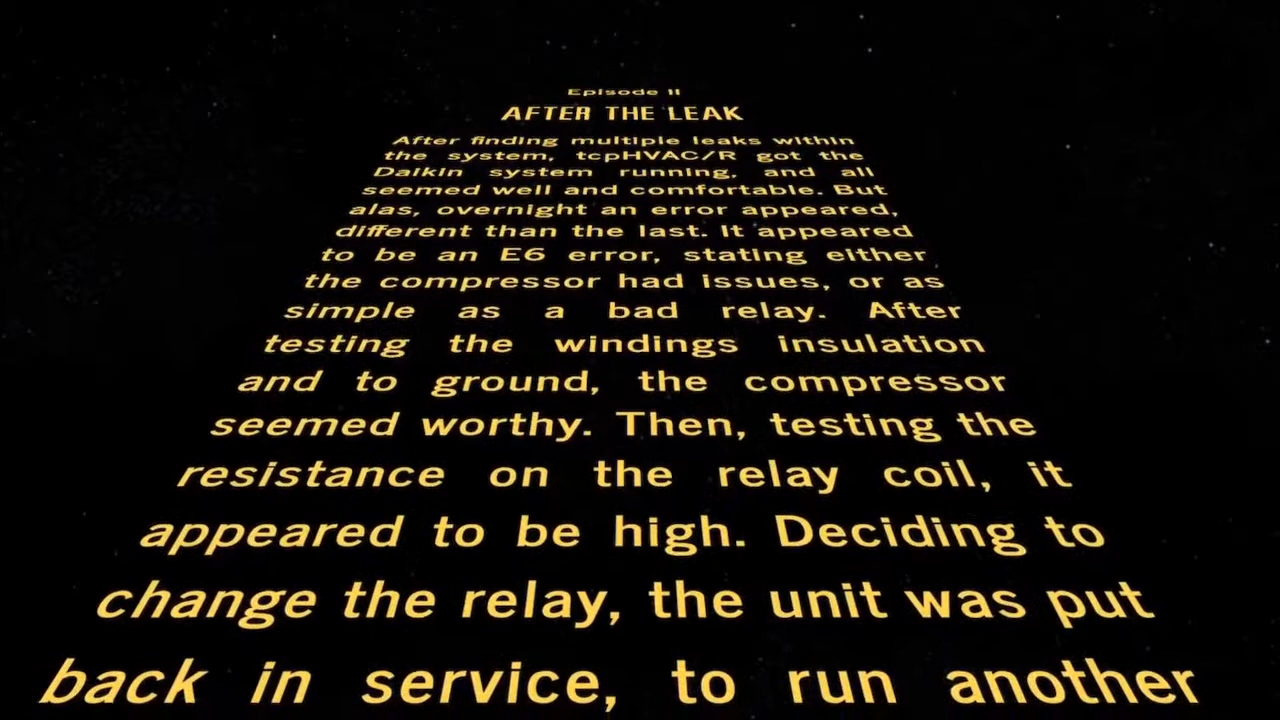 Episode II
AFTER THE LEAK
After finding multiple leaks within
the system, tcpHVAC/R got the
Daikin system running, and all
seemed well and comfortable. But
alas, overnight an error appeared,
different than the last. It appeared
to be an E6 error, stating either
the compressor had issues, or as
simple as a bad relay. After
testing the windings insulation
and to ground, the compressor
seemed worthy. Then, testing the
resistance on the relay coil, it
appeared to be high. Deciding to
change the relay, the unit was put
back in service, to run another